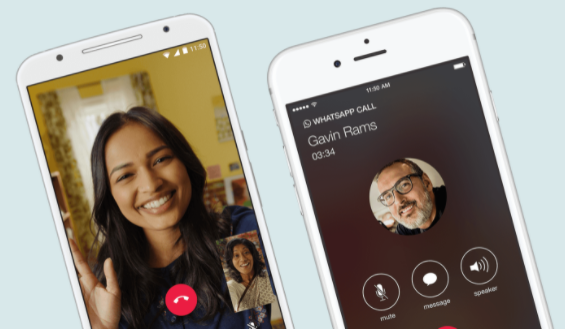 11:50
11:50 AM
WHATSAPP CALL
Gavin Rams
03:34
mute
message
speaker